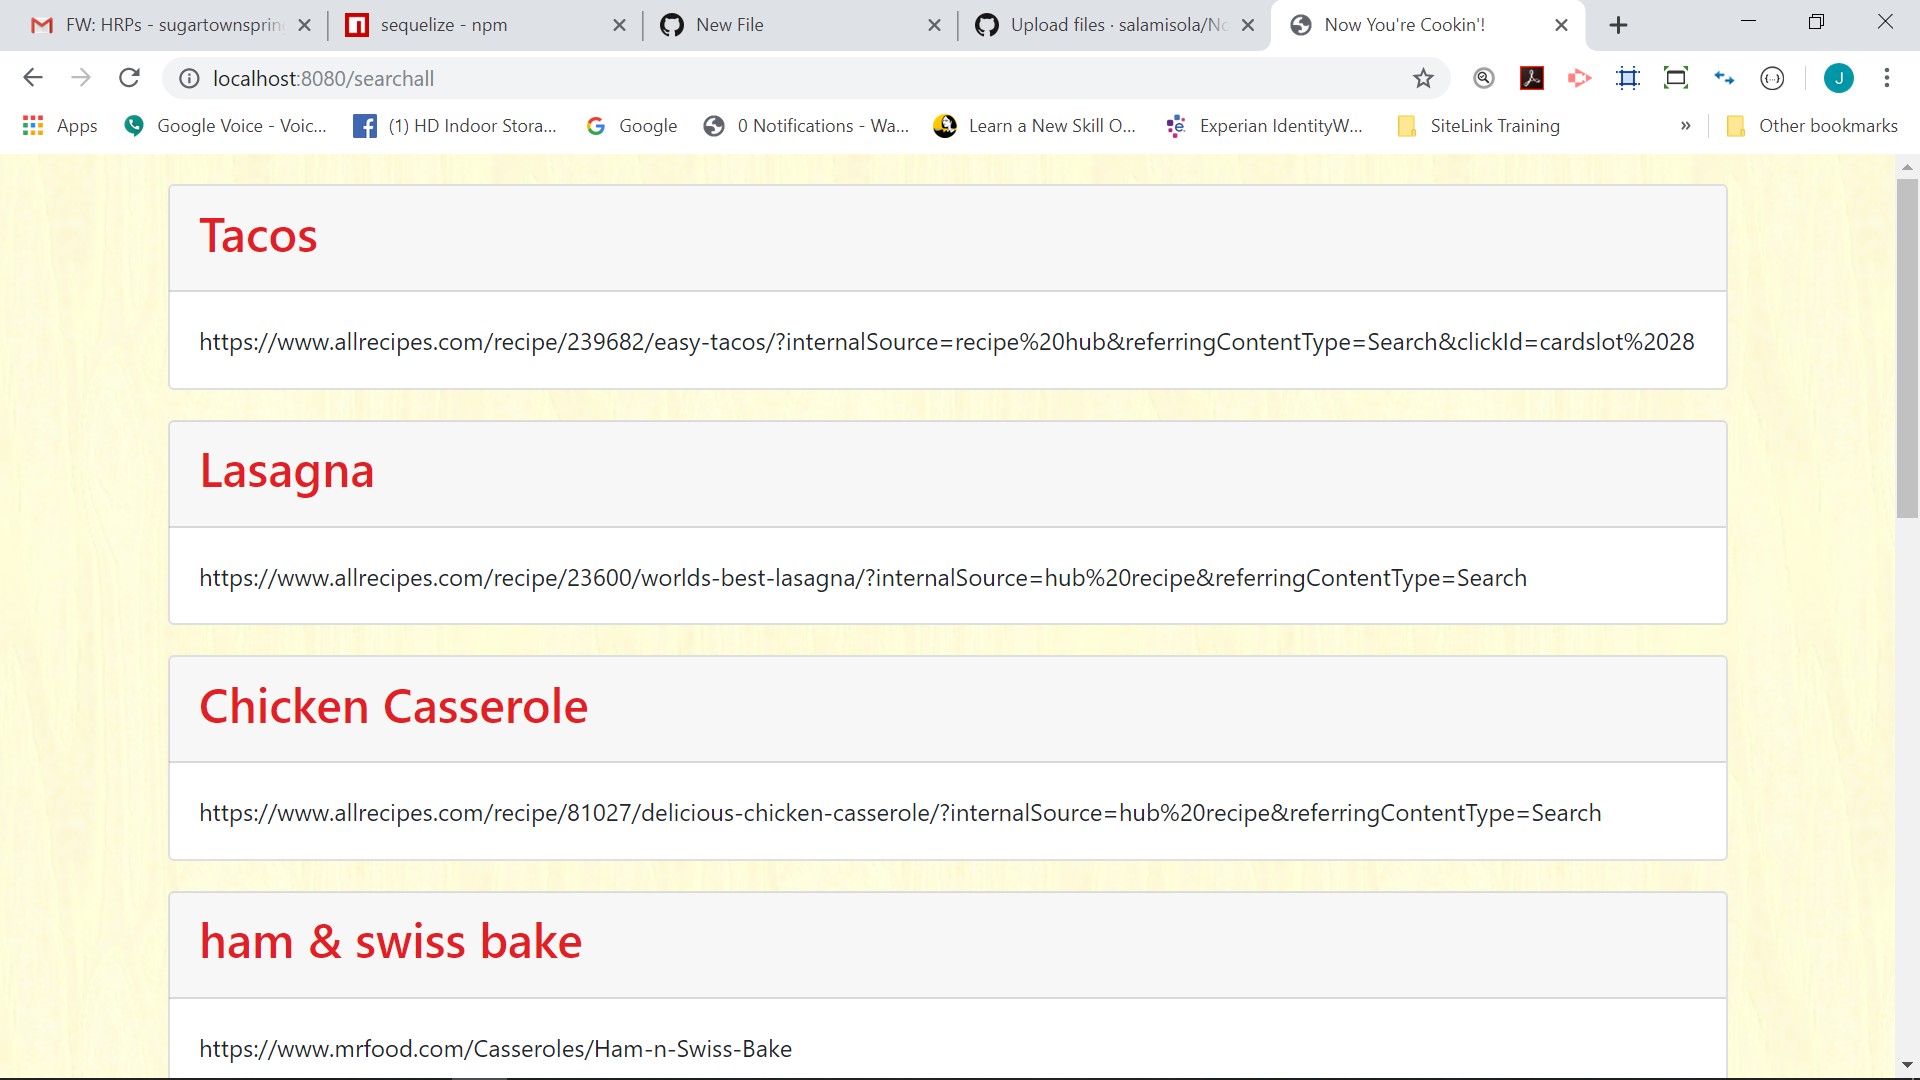 FW: HRPs - sugartownspring
sequelize - npm
New File
Upload files · salamisola/No
Now You're Cookin'!
localhost:8080/searchall
J
Apps
Google Voice - Voic...
(1) HD Indoor Stora...
Google
0 Notifications - Wa...
Learn a New Skill O...
Experian IdentityW...
SiteLink Training
»
Other bookmarks
Tacos
https://www.allrecipes.com/recipe/239682/easy-tacos/?internalSource=recipe%20hub&referringContentType=Search&clickId=cardslot%2028
Lasagna
https://www.allrecipes.com/recipe/23600/worlds-best-lasagna/?internalSource=hub%20recipe&referringContentType=Search
Chicken Casserole
https://www.allrecipes.com/recipe/81027/delicious-chicken-casserole/?internalSource=hub%20recipe&referringContentType=Search
ham & swiss bake
https://www.mrfood.com/Casseroles/Ham-n-Swiss-Bake